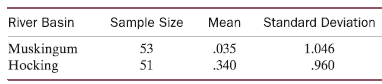 River Basin Sample Size Mean Standard Deviation
Muskingum 53 .035 1.046
Hocking 51 .340 .960